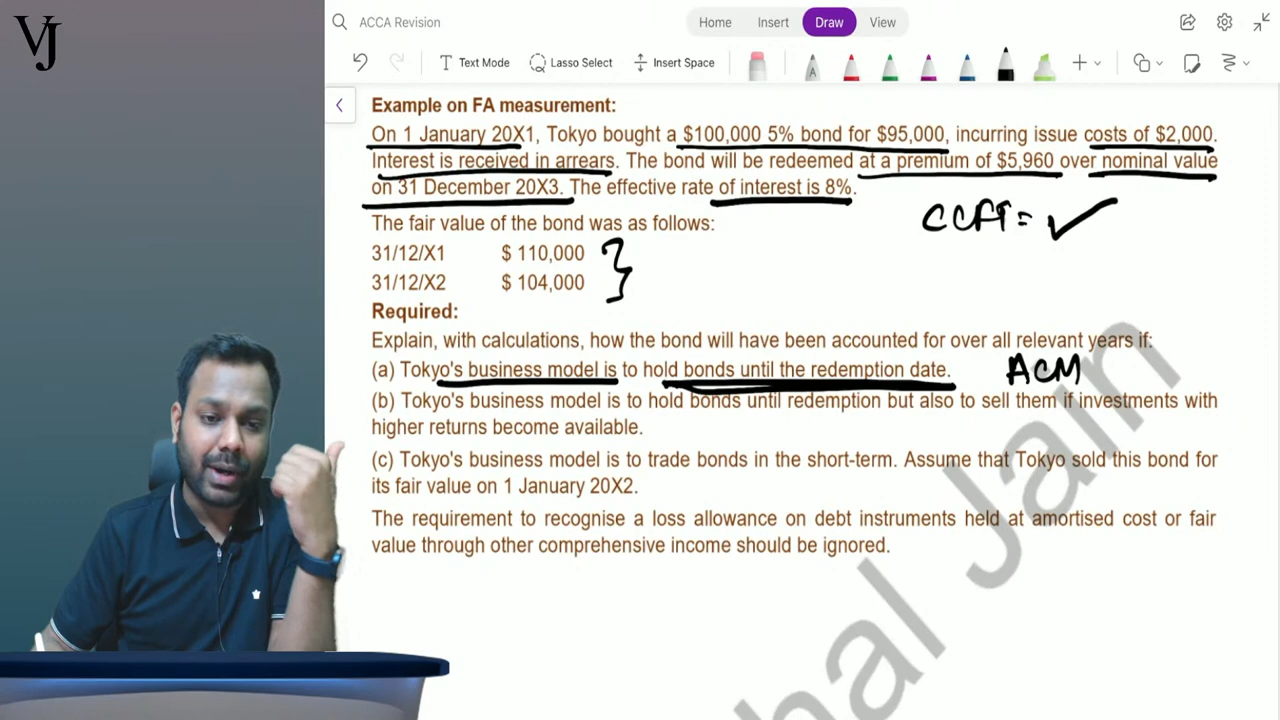 VJ
ACCA Revision
Home Insert Draw View
Text Mode Lasso Select Insert Space
Example on FA measurement:
On 1 January 20X1, Tokyo bought a $100,000 5% bond for $95,000, incurring issue costs of $2,000.
Interest is received in arrears. The bond will be redeemed at a premium of $5,960 over nominal value
on 31 December 20X3. The effective rate of interest is 8%.
CCFT = ✓
The fair value of the bond was as follows:
31/12/X1 $ 110,000
31/12/X2 $ 104,000
Required:
Explain, with calculations, how the bond will have been accounted for over all relevant years if:
(a) Tokyo's business model is to hold bonds until the redemption date. ACM
(b) Tokyo's business model is to hold bonds until redemption but also to sell them if investments with
higher returns become available.
(c) Tokyo's business model is to trade bonds in the short-term. Assume that Tokyo sold this bond for
its fair value on 1 January 20X2.
The requirement to recognise a loss allowance on debt instruments held at amortised cost or fair
value through other comprehensive income should be ignored.
hal Jain